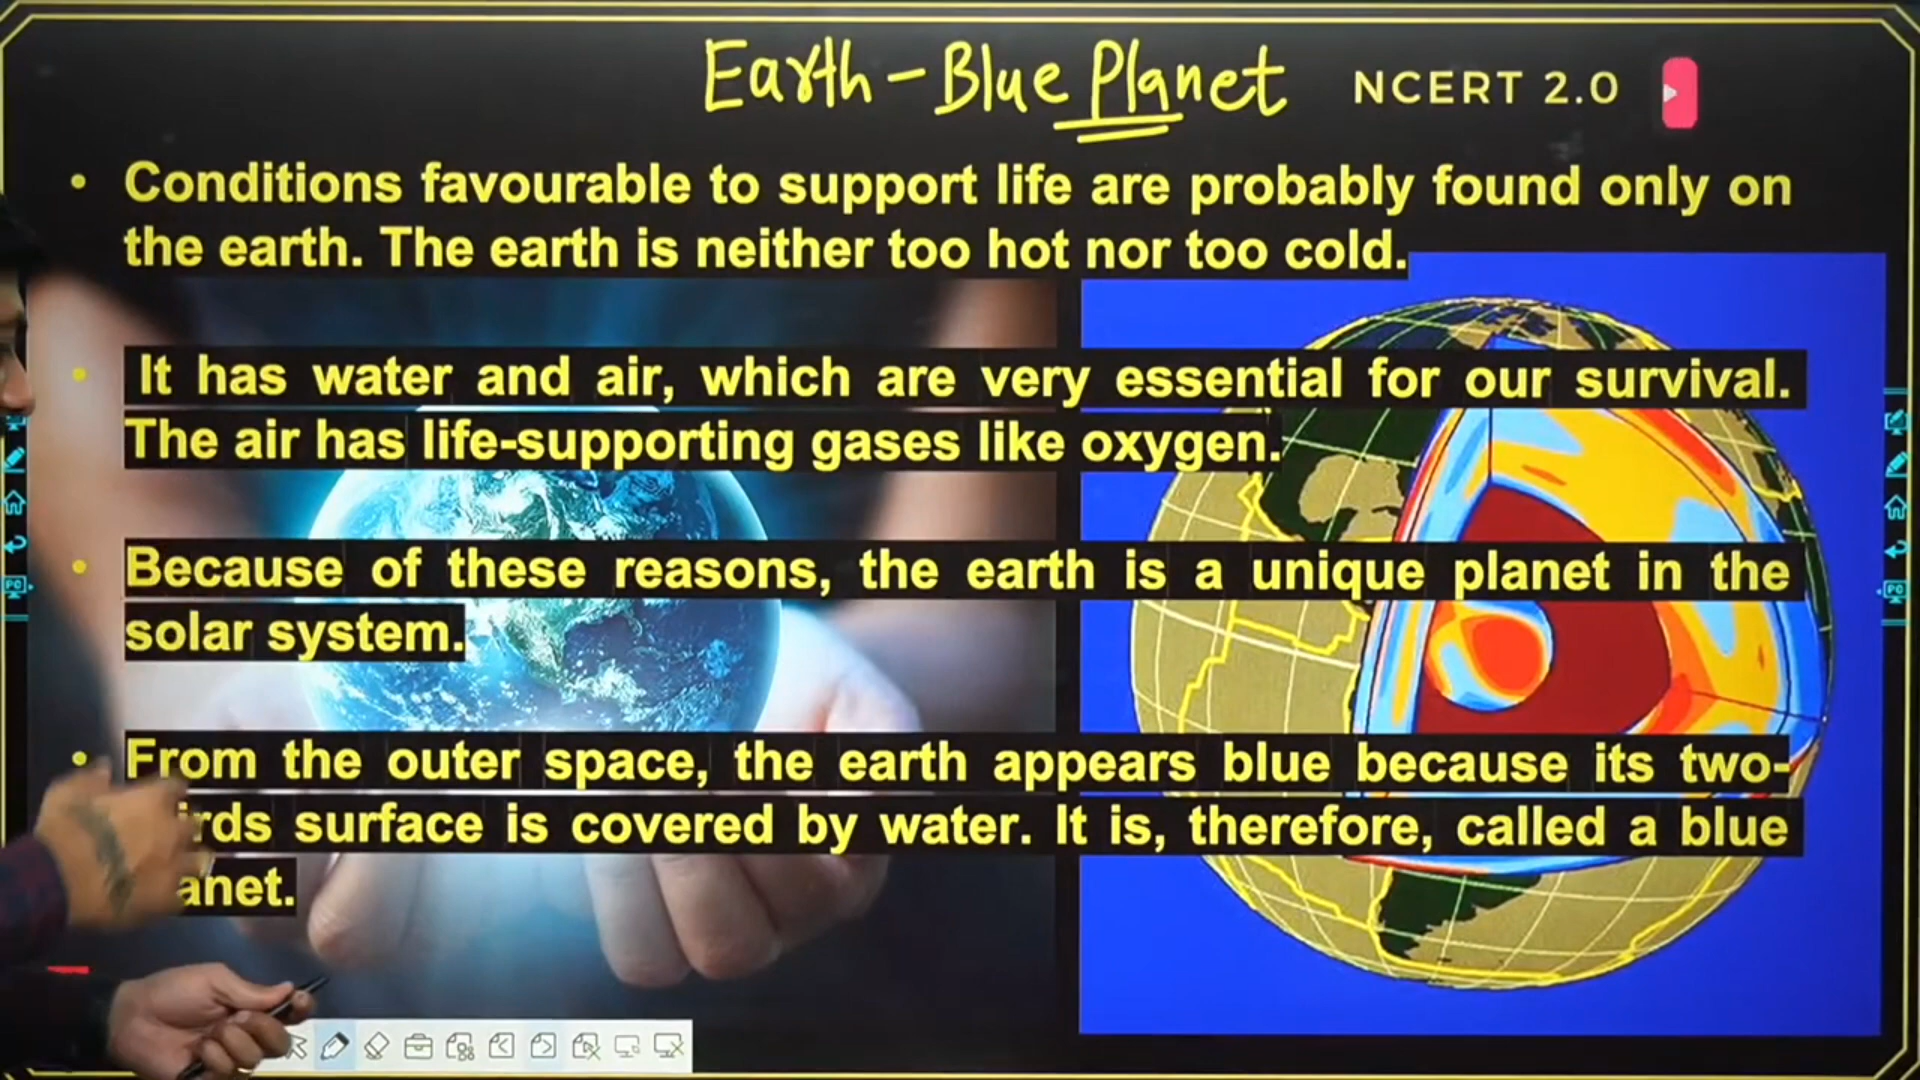 Earth - Blue Planet NCERT 2.0
• Conditions favourable to support life are probably found only on
the earth. The earth is neither too hot nor too cold.
• It has water and air, which are very essential for our survival.
The air has life-supporting gases like oxygen.
• Because of these reasons, the earth is a unique planet in the
solar system.
• From the outer space, the earth appears blue because its two-
irds surface is covered by water. It is, therefore, called a blue
anet.